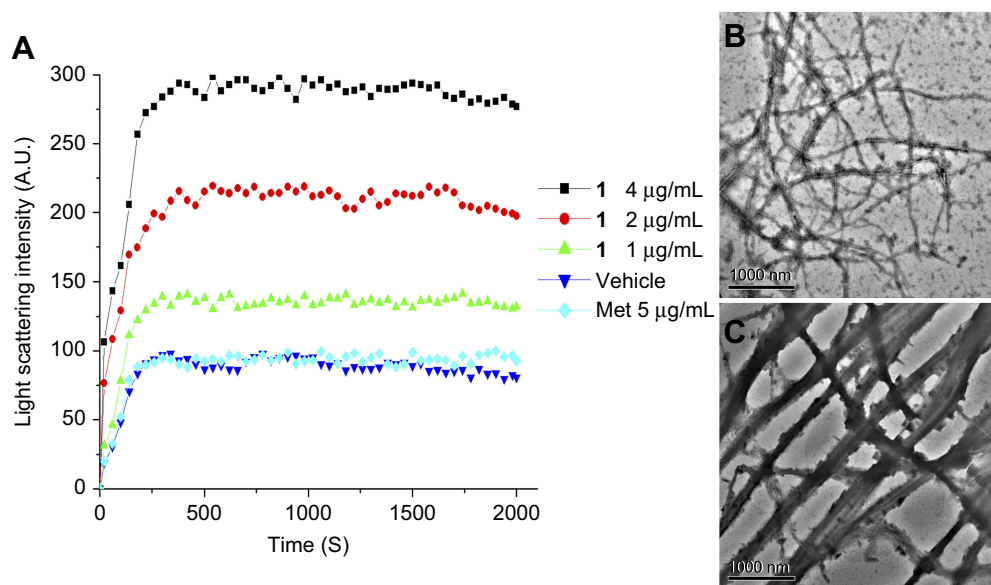 A
Light scattering intensity (A.U.)
300
250
200
150
100
50
0
0 500 1000 1500 2000
Time (S)
1 4 μg/mL
1 2 μg/mL
1 1 μg/mL
Vehicle
Met 5 μg/mL
B
1000 nm
C
1000 nm